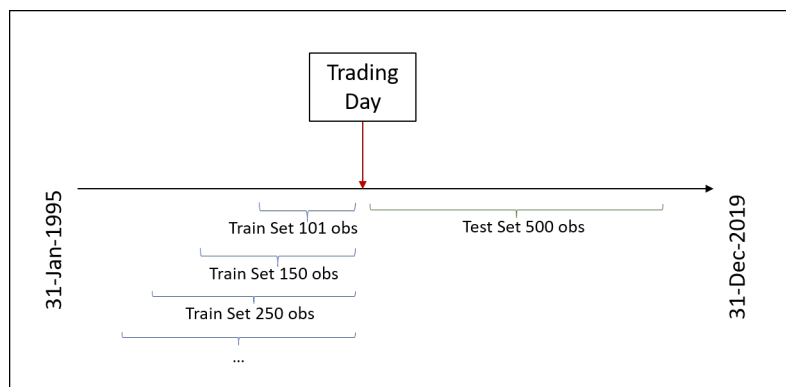 Trading
Day
31-Jan-1995
Train Set 101 obs
Test Set 500 obs
Train Set 150 obs
Train Set 250 obs
...
31-Dec-2019